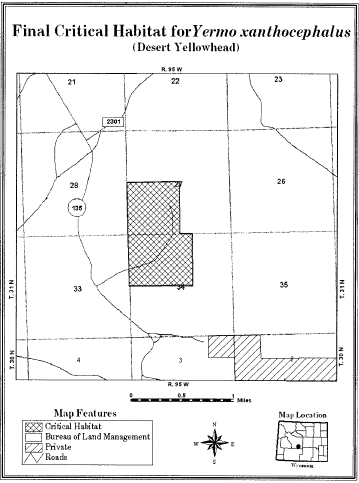 Final Critical Habitat for Yermo xanthocephalus
(Desert Yellowhead)
R. 95 W
21
22
23
2301
28
27
26
135
T. 31 N
T. 31 N
33
34
35
T. 30 N
T. 30 N
4
3
2
R. 95 W
0 0.5 1
Miles
Map Features
Critical Habitat
Bureau of Land Management
Private
Roads
N
W E
S
Map Location
Wyoming